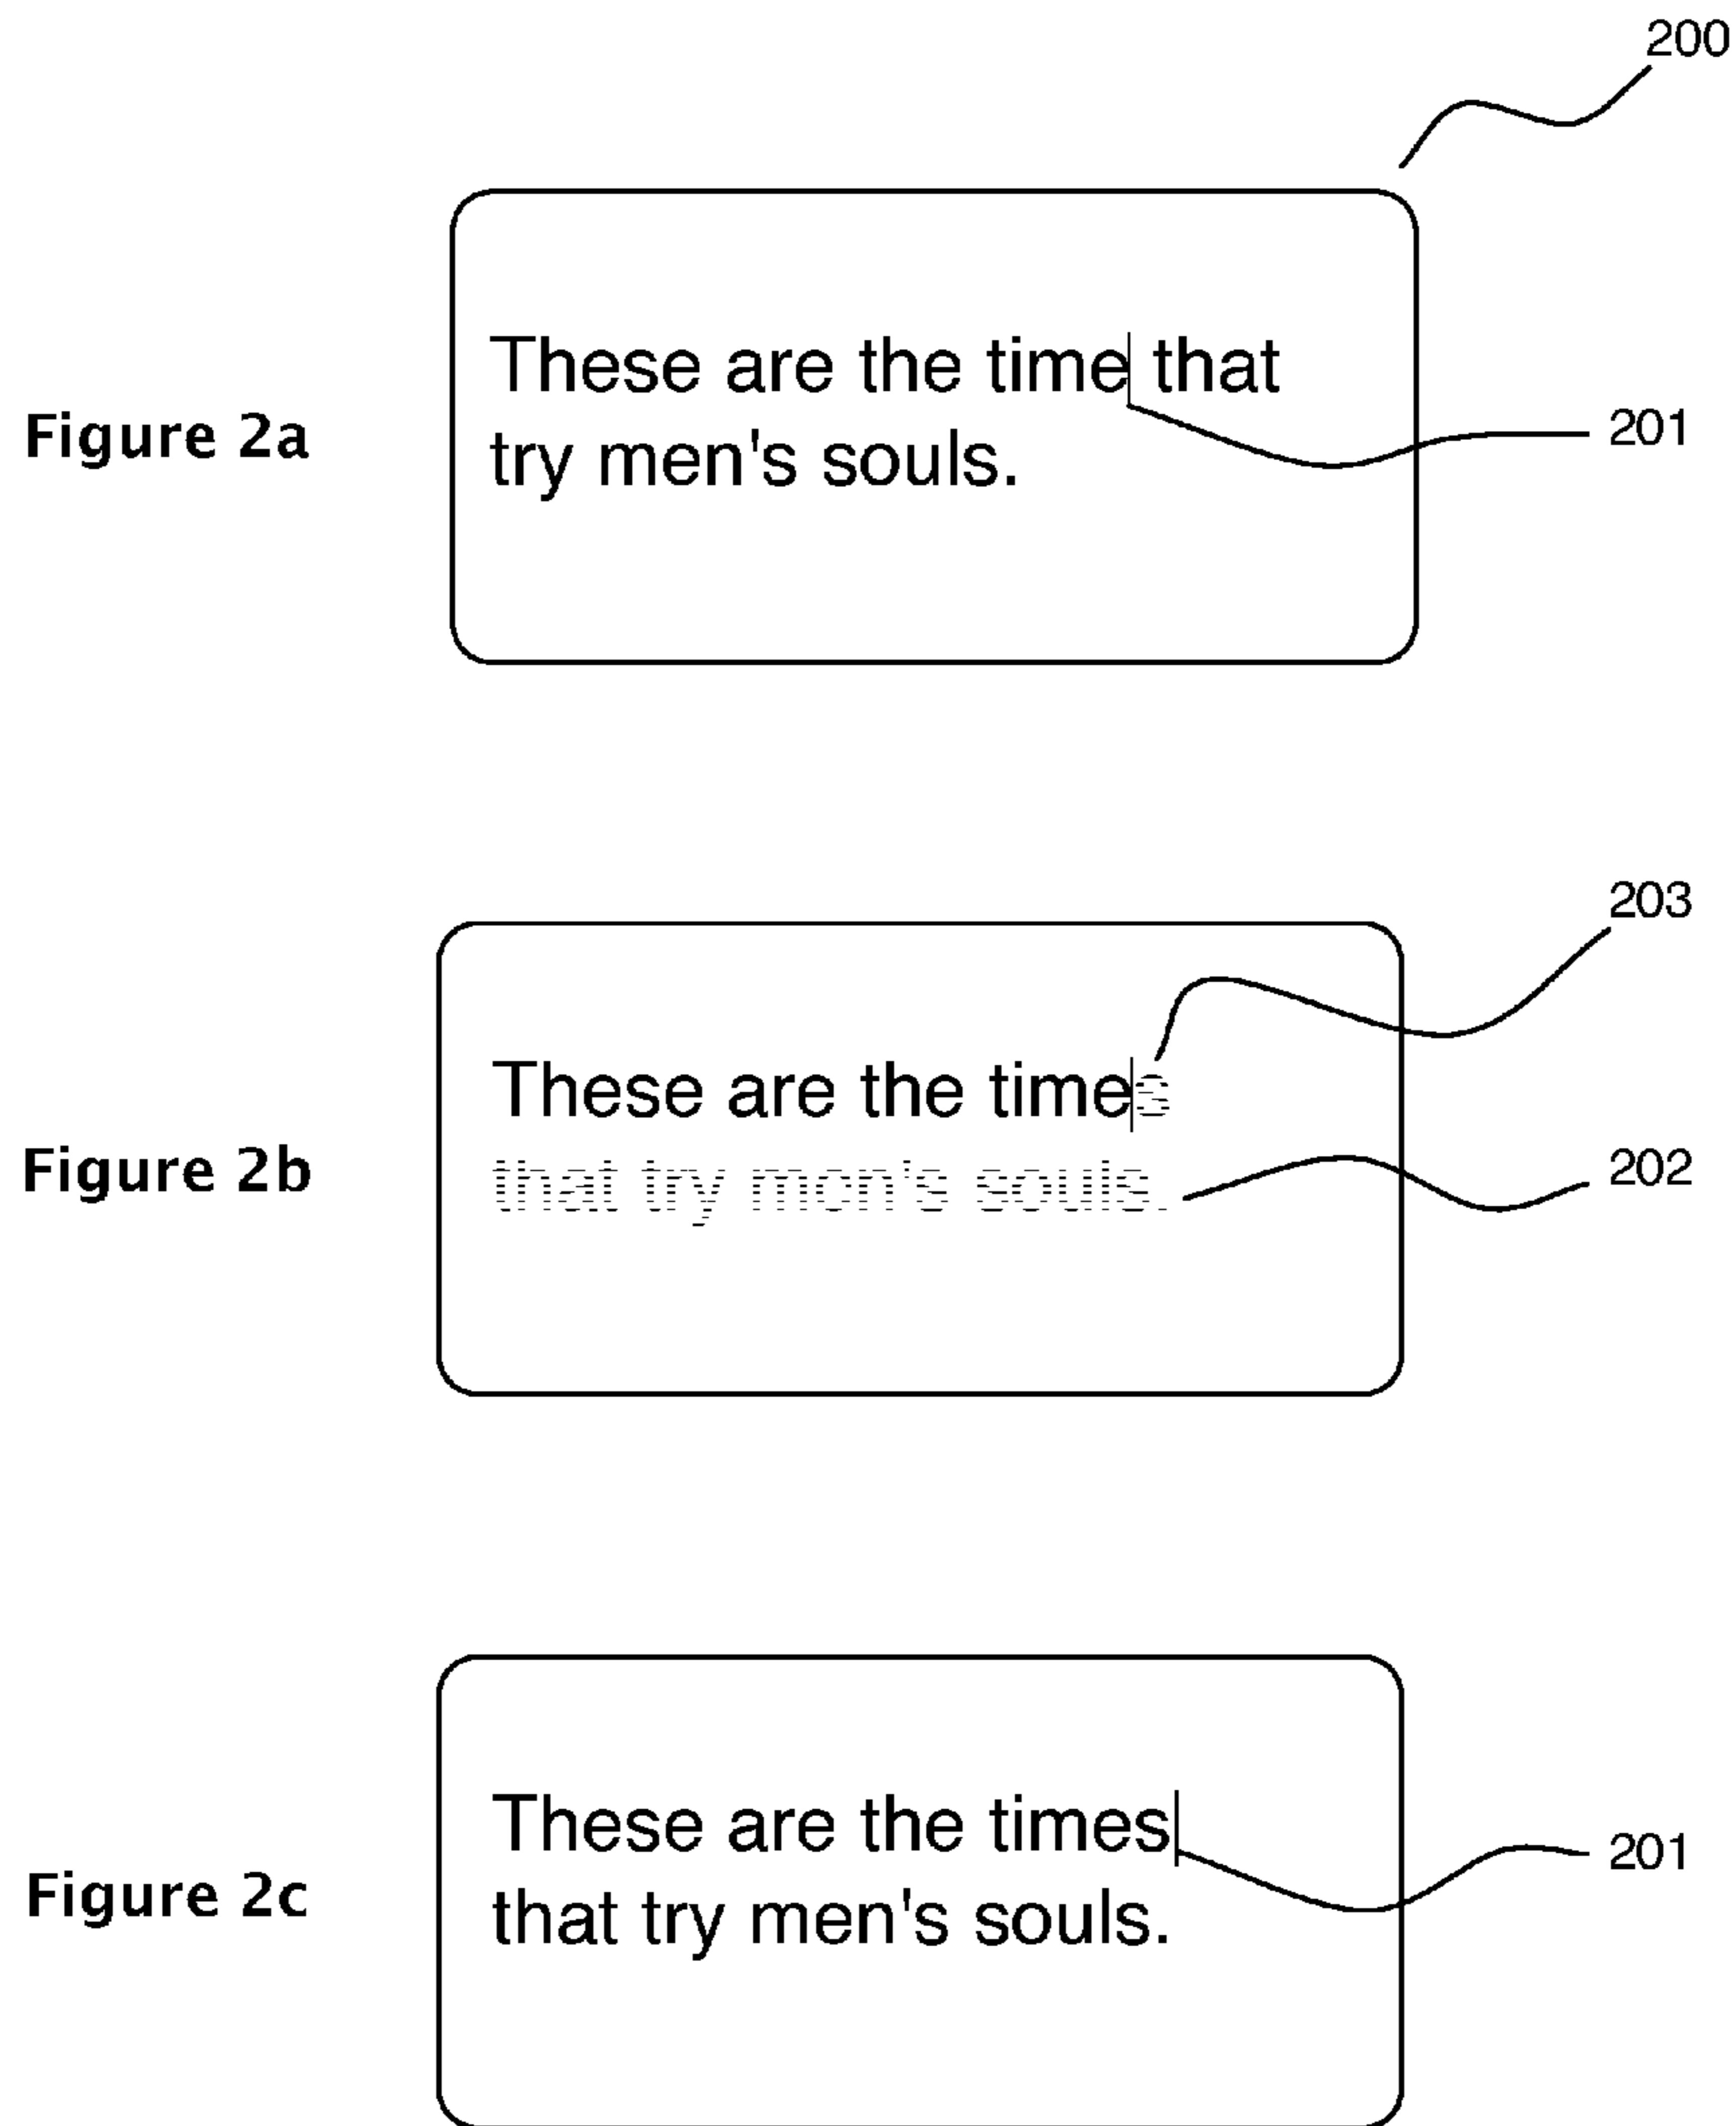 200
Figure 2a
These are the time that
try men's souls.
201
203
Figure 2b
These are the times
that try men's souls.
202
Figure 2c
These are the times
that try men's souls.
201